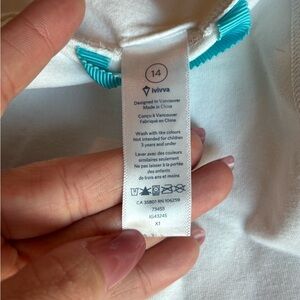 14
ivivva
Designed in Vancouver
Made in China
Conçu à Vancouver
Fabriqué en Chine
Wash with like colours
Not intended for children
3 years and under
Laver avec des couleurs
similaires seulement
Ne pas laisser à la portée
des enfants
de trois ans et moins
CA 35801 RN 106259
73455
IG43245
X1